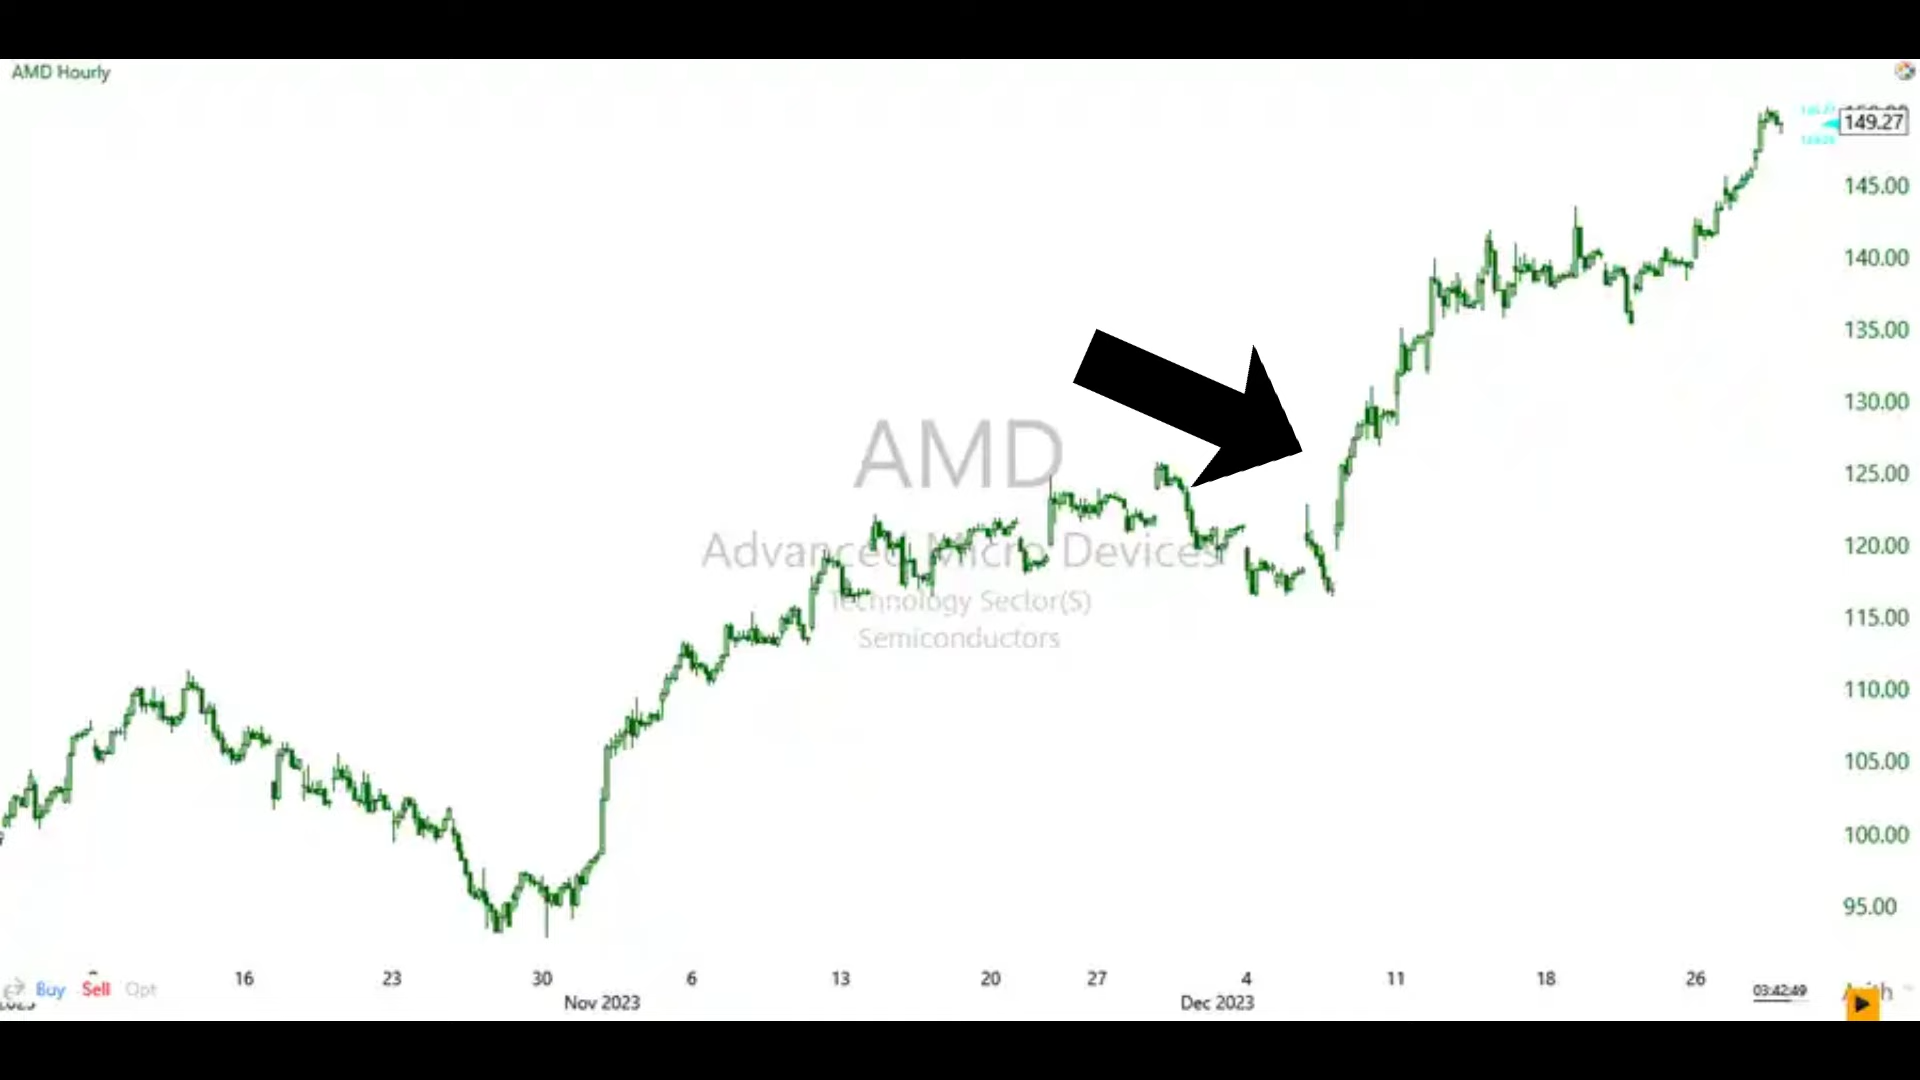 AMD Hourly
149.27
145.00
140.00
135.00
130.00
AMD
125.00
Advanced Micro Devices
120.00
Technology Sector(S)
115.00
Semiconductors
110.00
105.00
100.00
95.00
16 23 30 6 13 20 27 4 11 18 26
Buy Sell Opt
03:42:49
Nov 2023 Dec 2023